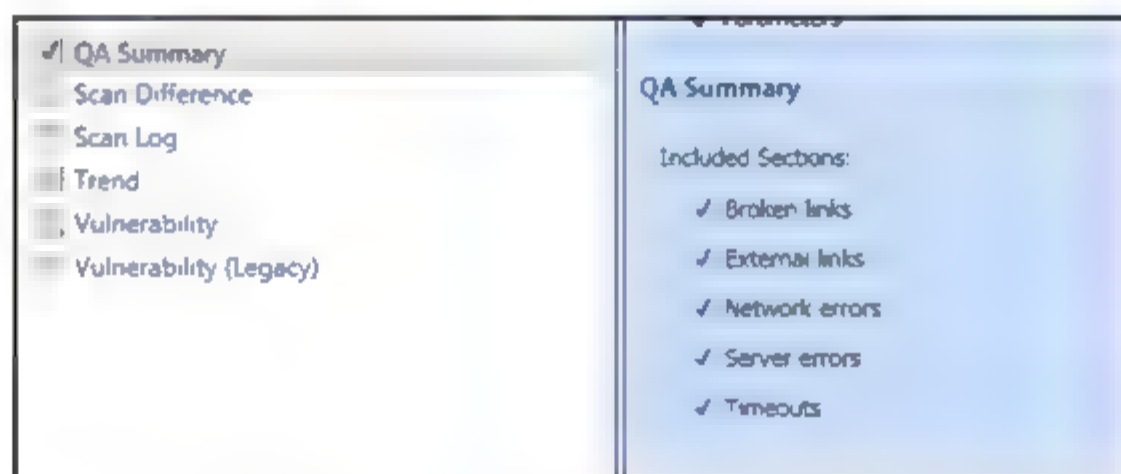 QA Summary
Scan Difference
Scan Log
Trend
Vulnerability
Vulnerability (Legacy)
Parameters
QA Summary
Included Sections:
Broken links
External links
Network errors
Server errors
Timeouts